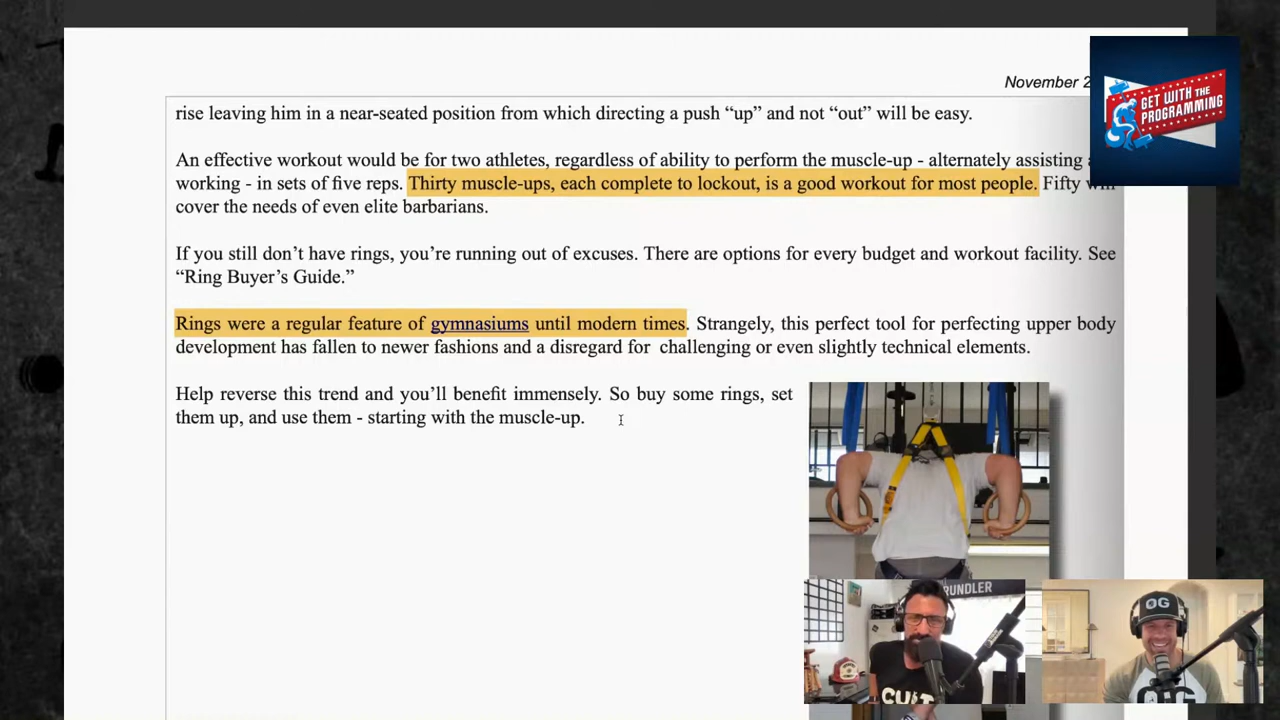 November 2
GET WITH THE
PROGRAMMING
rise leaving him in a near-seated position from which directing a push “up” and not “out” will be easy.
An effective workout would be for two athletes, regardless of ability to perform the muscle-up - alternately assisting
working - in sets of five reps. Thirty muscle-ups, each complete to lockout, is a good workout for most people. Fifty
cover the needs of even elite barbarians.
If you still don’t have rings, you’re running out of excuses. There are options for every budget and workout facility. See
“Ring Buyer’s Guide.”
Rings were a regular feature of gymnasiums until modern times. Strangely, this perfect tool for perfecting upper body
development has fallen to newer fashions and a disregard for challenging or even slightly technical elements.
Help reverse this trend and you’ll benefit immensely. So buy some rings, set
them up, and use them - starting with the muscle-up.
RUNDLER
OG
CULT
OG